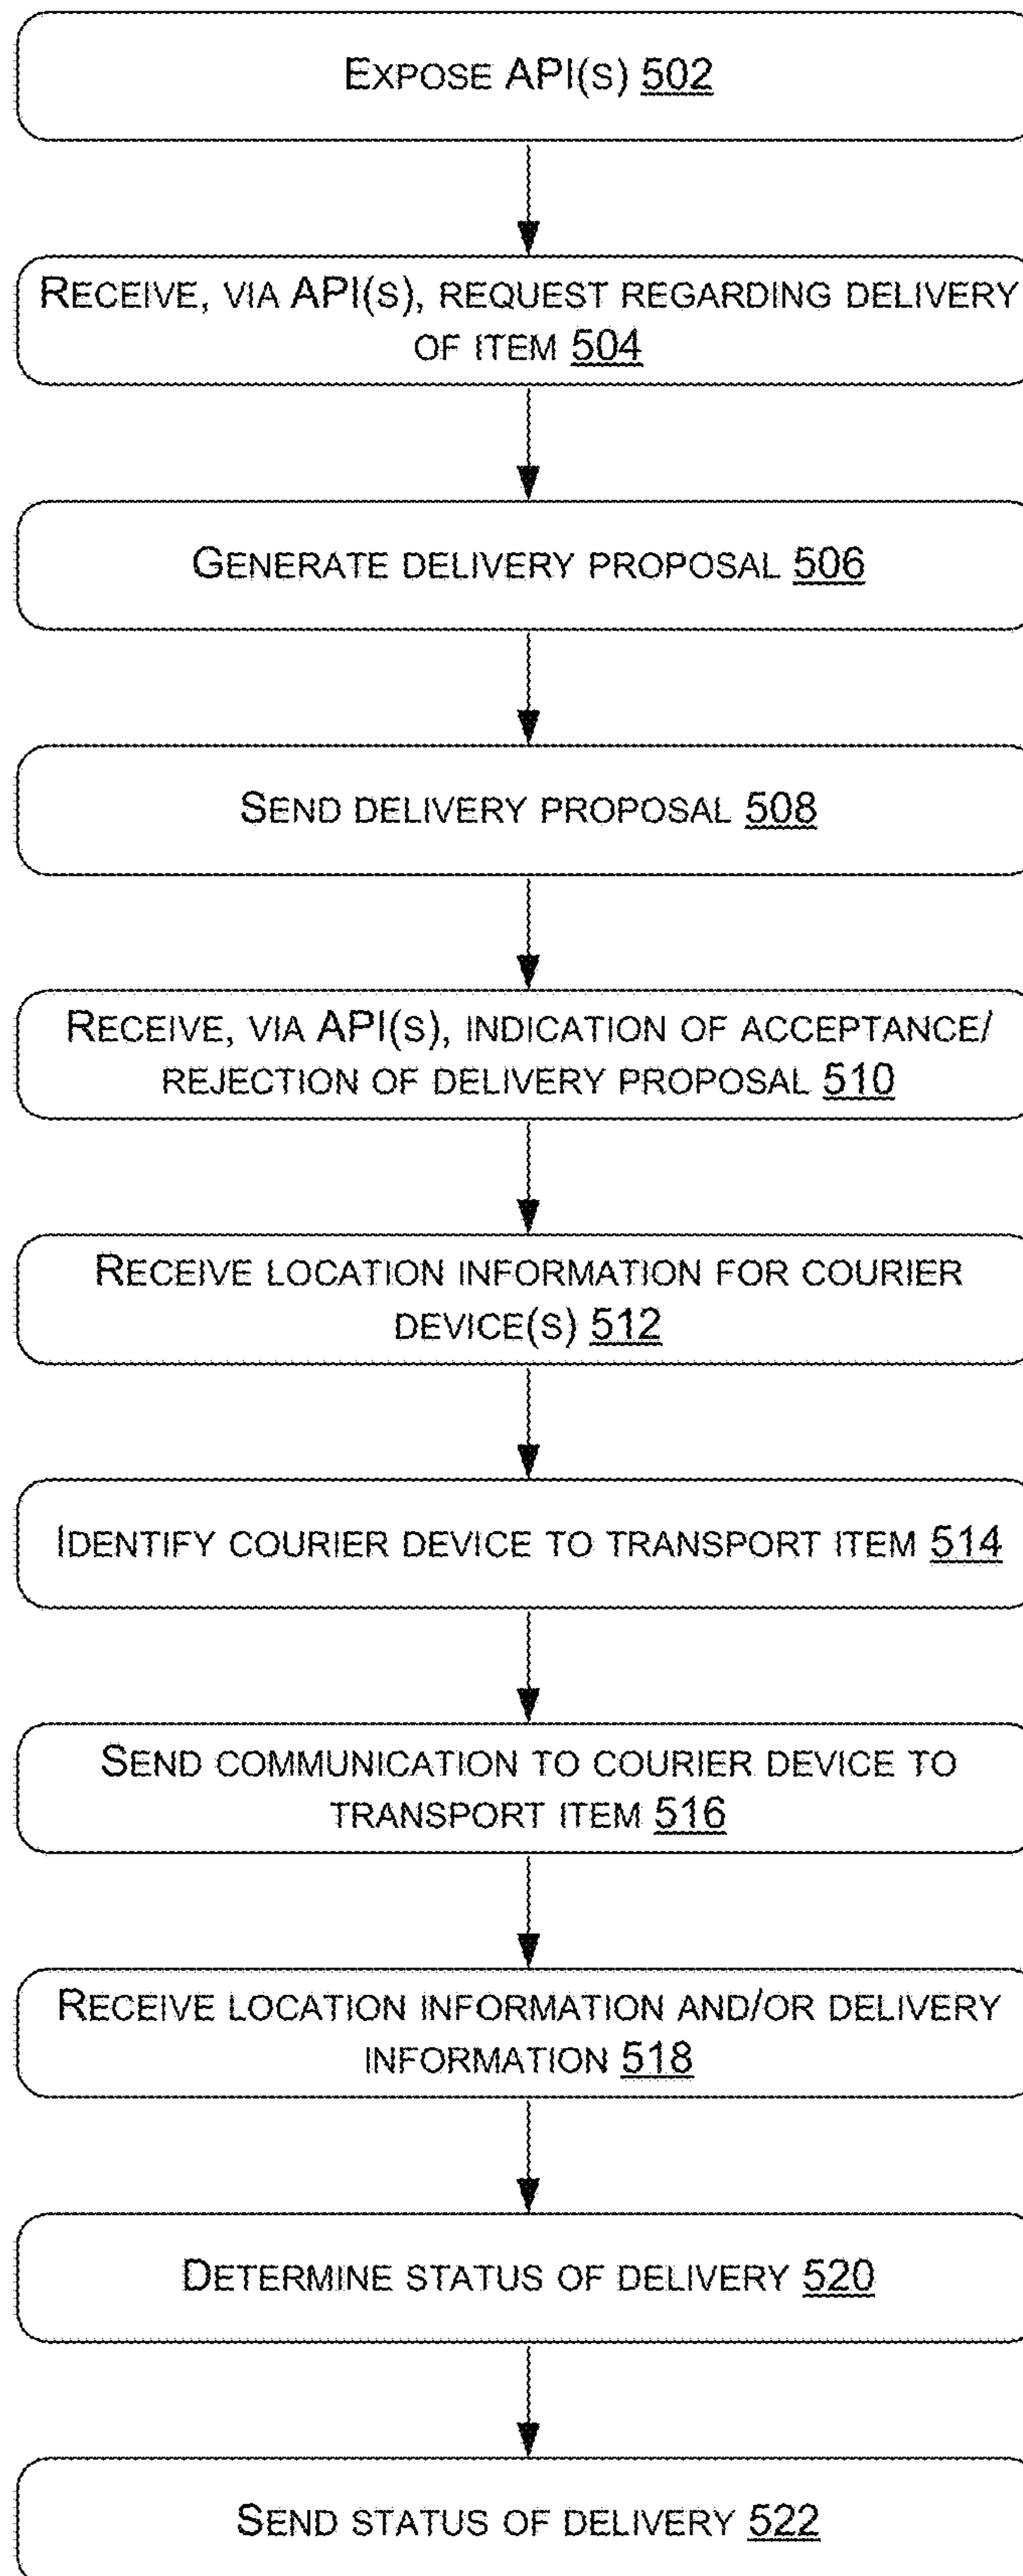 EXPOSE API(S) 502
RECEIVE, VIA API(S), REQUEST REGARDING DELIVERY
OF ITEM 504
GENERATE DELIVERY PROPOSAL 506
SEND DELIVERY PROPOSAL 508
RECEIVE, VIA API(S), INDICATION OF ACCEPTANCE/
REJECTION OF DELIVERY PROPOSAL 510
RECEIVE LOCATION INFORMATION FOR COURIER
DEVICE(S) 512
IDENTIFY COURIER DEVICE TO TRANSPORT ITEM 514
SEND COMMUNICATION TO COURIER DEVICE TO
TRANSPORT ITEM 516
RECEIVE LOCATION INFORMATION AND/OR DELIVERY
INFORMATION 518
DETERMINE STATUS OF DELIVERY 520
SEND STATUS OF DELIVERY 522